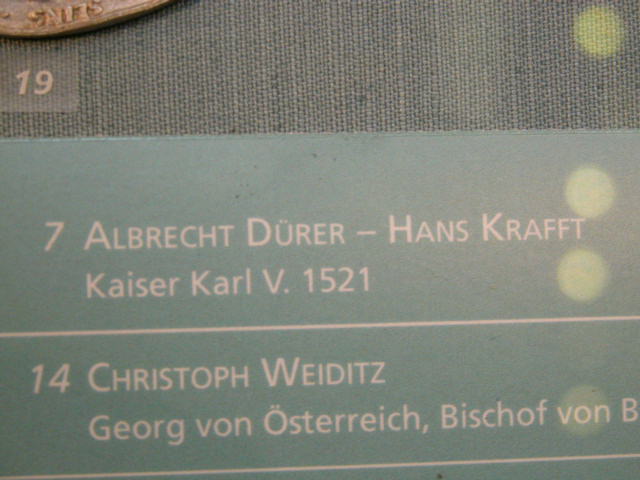 19
7 ALBRECHT DÜRER – HANS KRAFFT
Kaiser Karl V. 1521
14 CHRISTOPH WEIDITZ
Georg von Österreich, Bischof von B